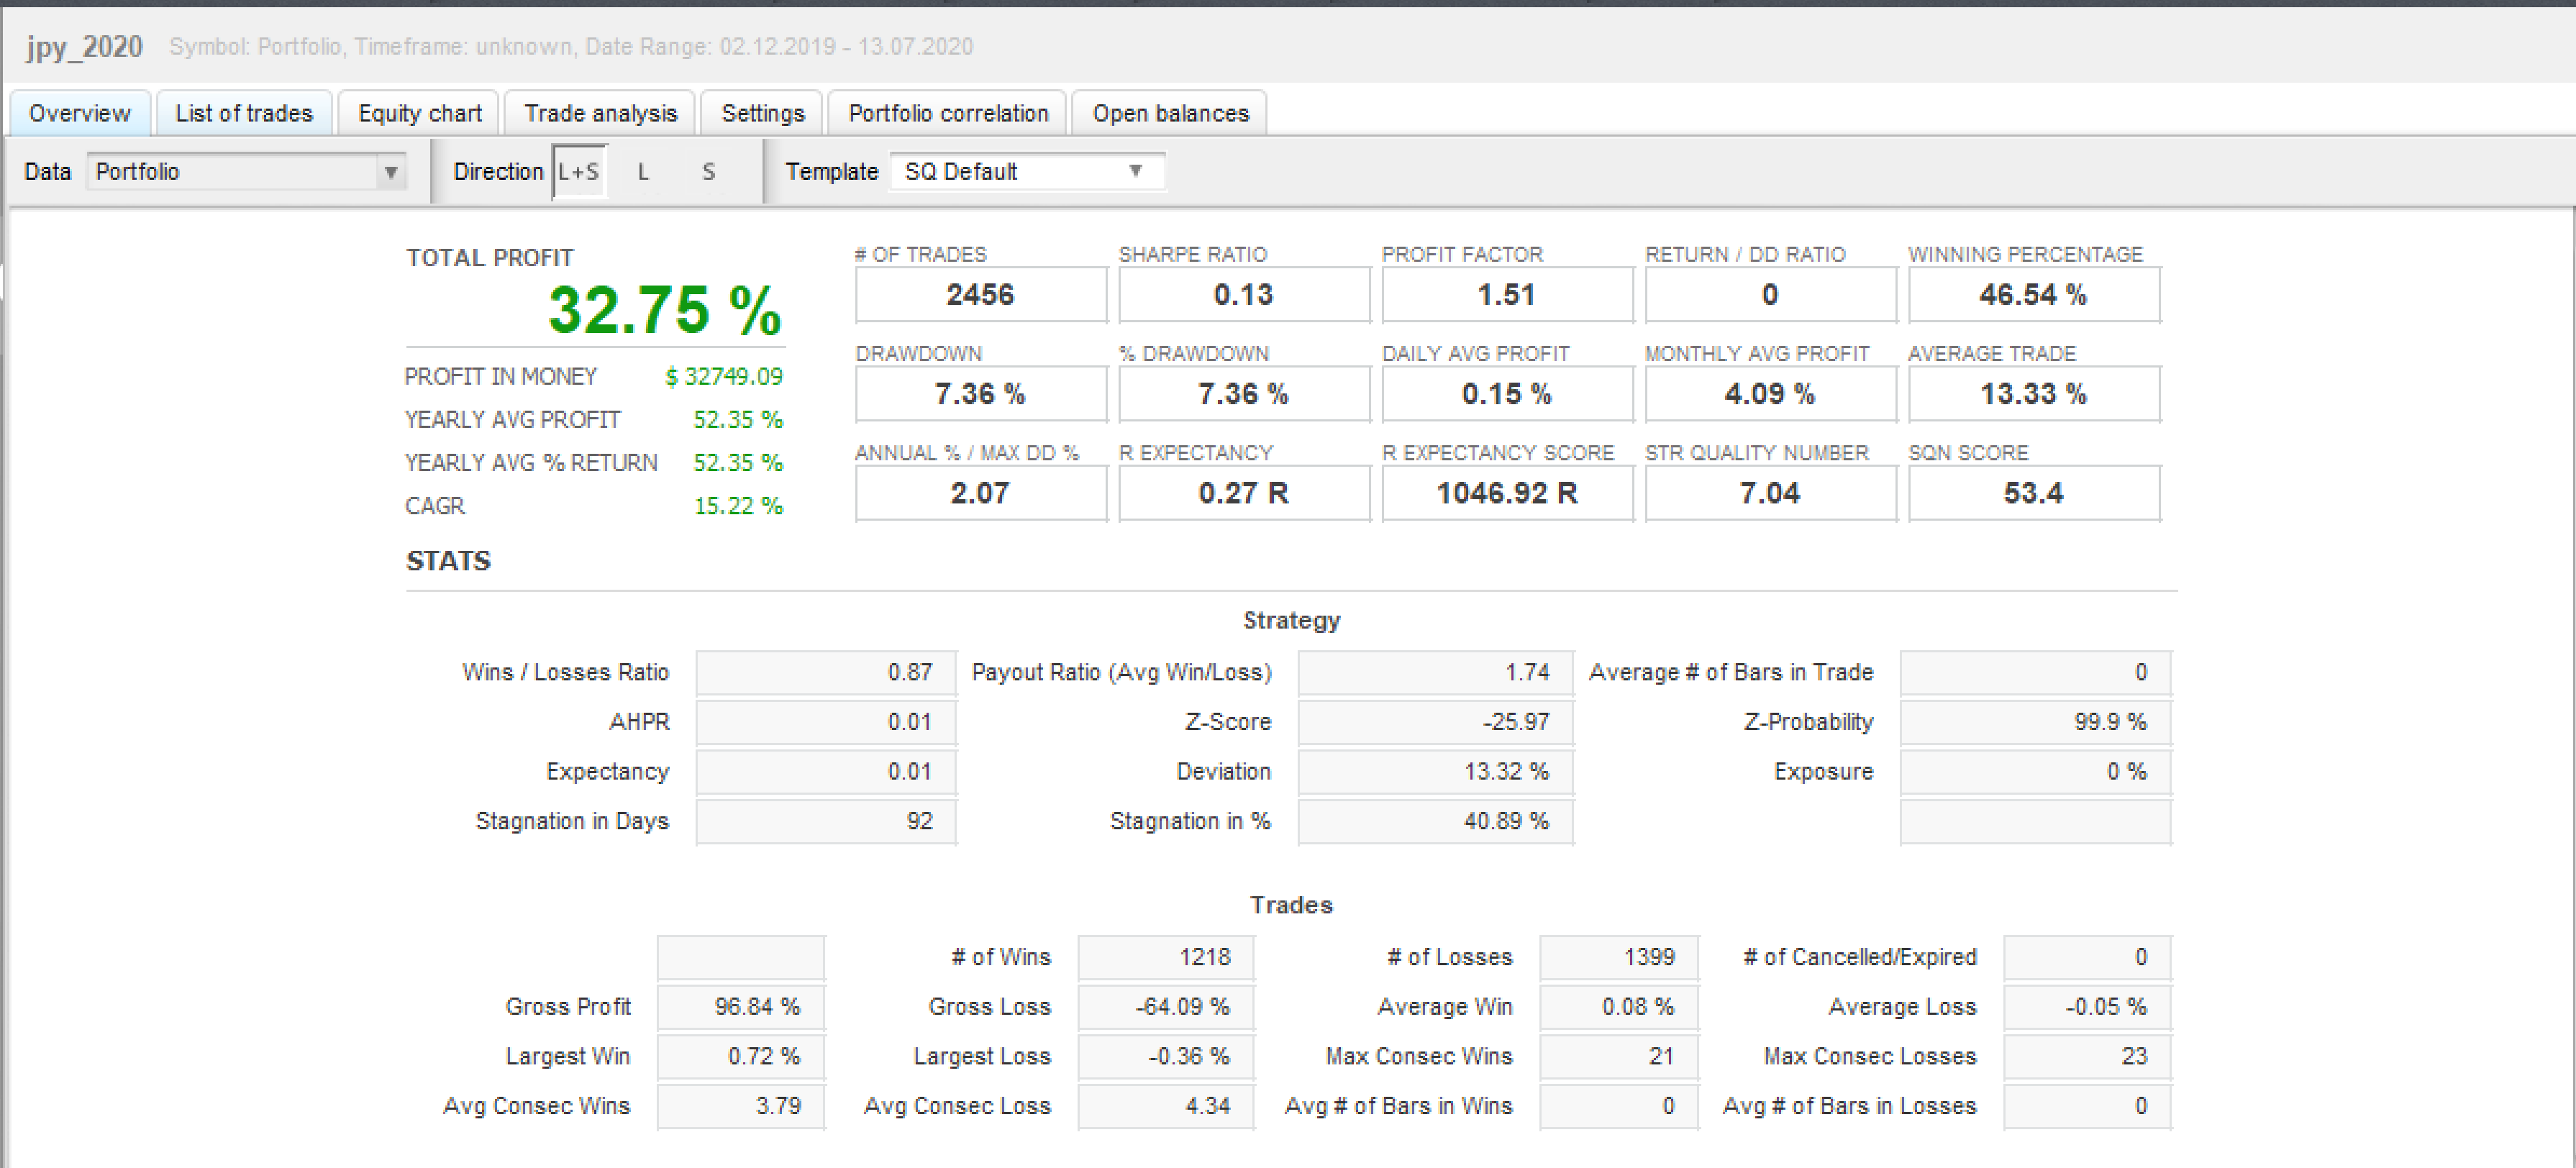 jpy_2020 Symbol: Portfolio, Timeframe: unknown, Date Range: 02.12.2019 - 13.07.2020
Overview List of trades Equity chart Trade analysis Settings Portfolio correlation Open balances
Data Portfolio Direction L+S L S Template SQ Default
TOTAL PROFIT
32.75 %
PROFIT IN MONEY $ 32749.09
YEARLY AVG PROFIT 52.35 %
YEARLY AVG % RETURN 52.35 %
CAGR 15.22 %
# OF TRADES SHARPE RATIO PROFIT FACTOR RETURN / DD RATIO WINNING PERCENTAGE
2456 0.13 1.51 0 46.54 %
DRAWDOWN % DRAWDOWN DAILY AVG PROFIT MONTHLY AVG PROFIT AVERAGE TRADE
7.36 % 7.36 % 0.15 % 4.09 % 13.33 %
ANNUAL % / MAX DD % R EXPECTANCY R EXPECTANCY SCORE STR QUALITY NUMBER SQN SCORE
2.07 0.27 R 1046.92 R 7.04 53.4
STATS
Strategy
Wins / Losses Ratio 0.87 Payout Ratio (Avg Win/Loss) 1.74 Average # of Bars in Trade 0
AHPR 0.01 Z-Score -25.97 Z-Probability 99.9 %
Expectancy 0.01 Deviation 13.32 % Exposure 0 %
Stagnation in Days 92 Stagnation in % 40.89 %
Trades
# of Wins 1218 # of Losses 1399 # of Cancelled/Expired 0
Gross Profit 96.84 % Gross Loss -64.09 % Average Win 0.08 % Average Loss -0.05 %
Largest Win 0.72 % Largest Loss -0.36 % Max Consec Wins 21 Max Consec Losses 23
Avg Consec Wins 3.79 Avg Consec Loss 4.34 Avg # of Bars in Wins 0 Avg # of Bars in Losses 0